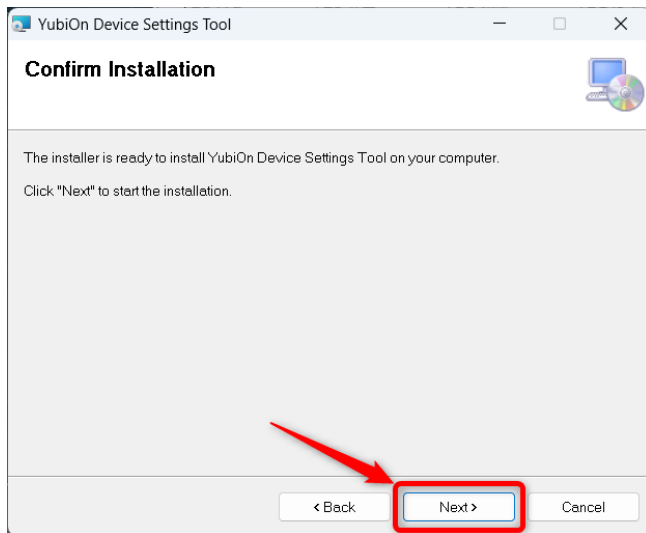 YubiOn Device Settings Tool
Confirm Installation
The installer is ready to install YubiOn Device Settings Tool on your computer.
Click "Next" to start the installation.
< Back
Next >
Cancel